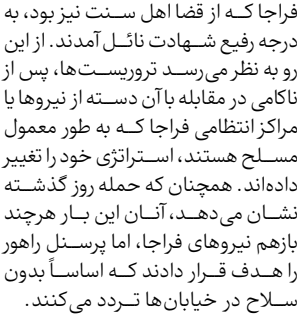 فراجا که از قضا اهل سنت نیز بود، به
درجه رفیع شهادت نائل آمدند. از این
رو به نظر می‌رسد تروریست‌ها، پس از
ناکامی در مقابله با آن دسته از نیروها یا
مراکز انتظامی فراجا که به طور معمول
مسلح هستند، استراتژی خود را تغییر
داده‌اند. همچنان که حمله روز گذشته
نشان می‌دهد، آنان این بار هرچند
بازهم نیروهای فراجا، اما پرسنل راهور
را هدف قرار دادند که اساساً بدون
سلاح در خیابان‌ها تردد می‌کنند.